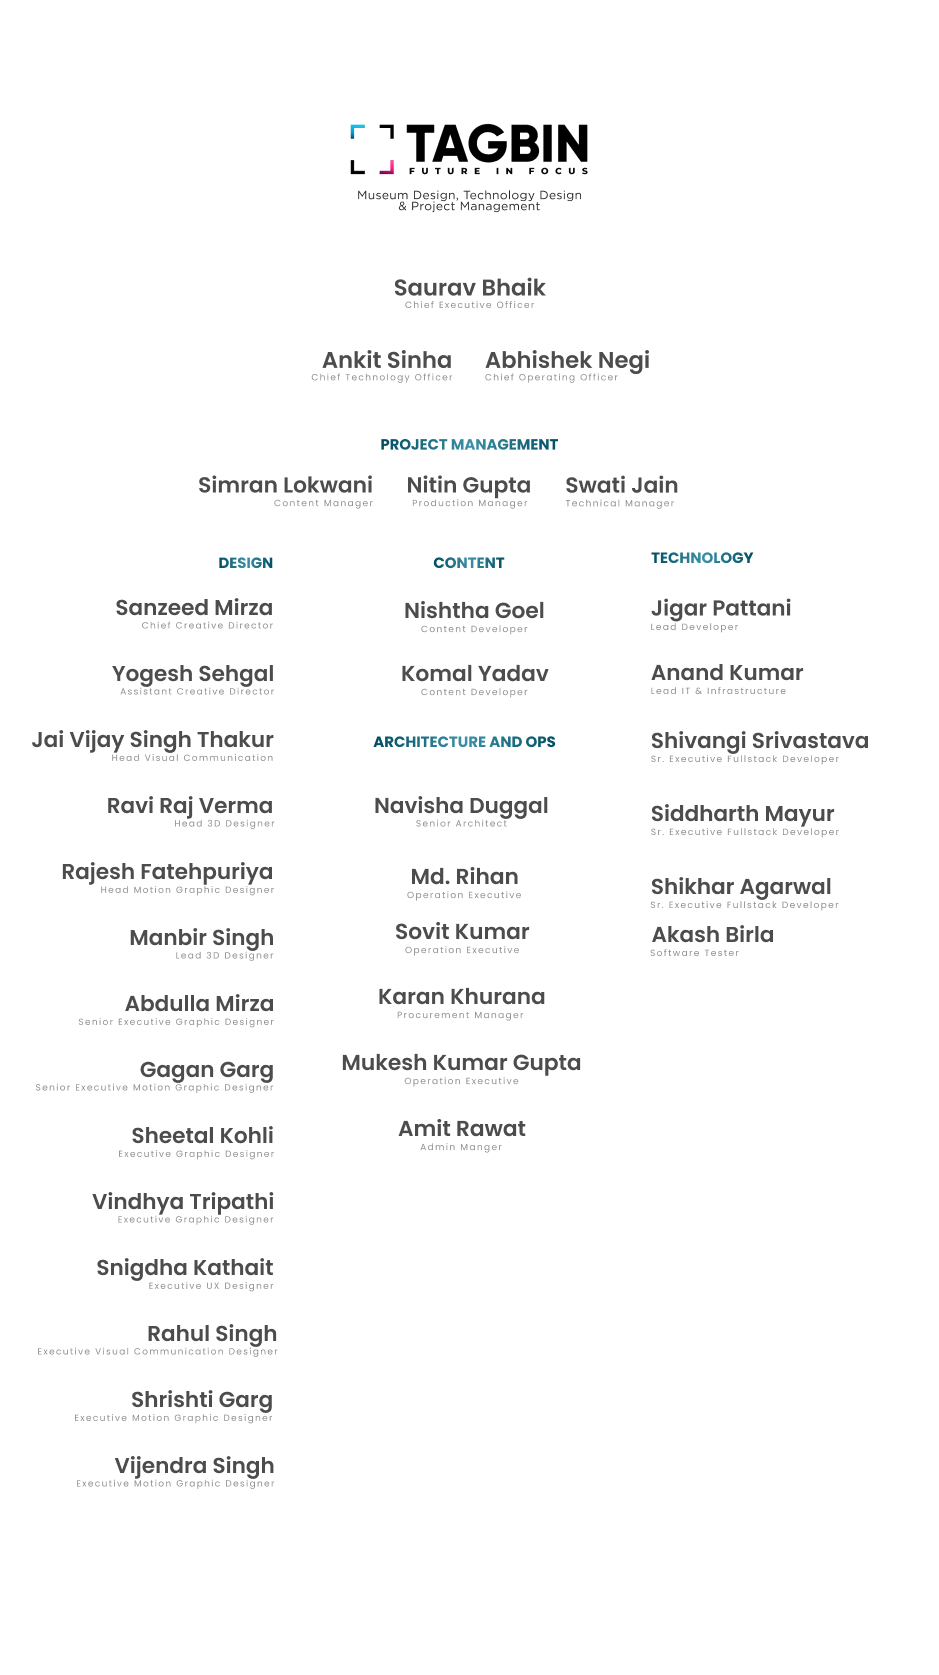 TAGBIN
FUTURE IN FOCUS
Museum Design, Technology Design
& Project Management
Saurav Bhaik
Chief Executive Officer
Ankit Sinha
Chief Technology Officer
Abhishek Negi
Chief Operating Officer
PROJECT MANAGEMENT
Simran Lokwani
Content Manager
Nitin Gupta
Production Manager
Swati Jain
Technical Manager
DESIGN
Sanzeed Mirza
Chief Creative Director
Yogesh Sehgal
Assistant Creative Director
Jai Vijay Singh Thakur
Head Visual Communication
Ravi Raj Verma
Head 3D Designer
Rajesh Fatehpuriya
Head Motion Graphic Designer
Manbir Singh
Lead 3D Designer
Abdulla Mirza
Senior Executive Graphic Designer
Gagan Garg
Senior Executive Motion Graphic Designer
Sheetal Kohli
Executive Graphic Designer
Vindhya Tripathi
Executive Graphic Designer
Snigdha Kathait
Executive UX Designer
Rahul Singh
Executive Visual Communication Designer
Shrishti Garg
Executive Motion Graphic Designer
Vijendra Singh
Executive Motion Graphic Designer
CONTENT
Nishtha Goel
Content Developer
Komal Yadav
Content Developer
ARCHITECTURE AND OPS
Navisha Duggal
Senior Architect
Md. Rihan
Operation Executive
Sovit Kumar
Operation Executive
Karan Khurana
Procurement Manager
Mukesh Kumar Gupta
Operation Executive
Amit Rawat
Admin Manger
TECHNOLOGY
Jigar Pattani
Lead Developer
Anand Kumar
Lead IT & Infrastructure
Shivangi Srivastava
Sr. Executive Fullstack Developer
Siddharth Mayur
Sr. Executive Fullstack Developer
Shikhar Agarwal
Sr. Executive Fullstack Developer
Akash Birla
Software Tester